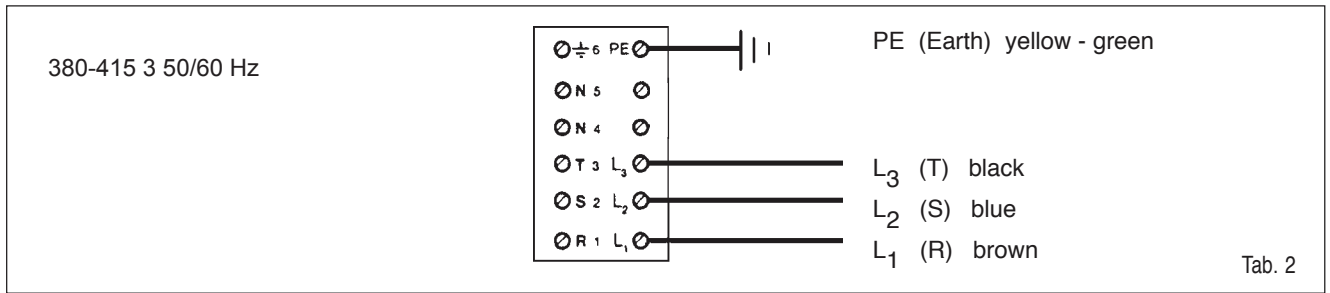 380-415 3 50/60 Hz
⏚ 6 PE
N 5
N 4
T 3 L3
S 2 L2
R 1 L1
PE (Earth) yellow - green
L3 (T) black
L2 (S) blue
L1 (R) brown
Tab. 2